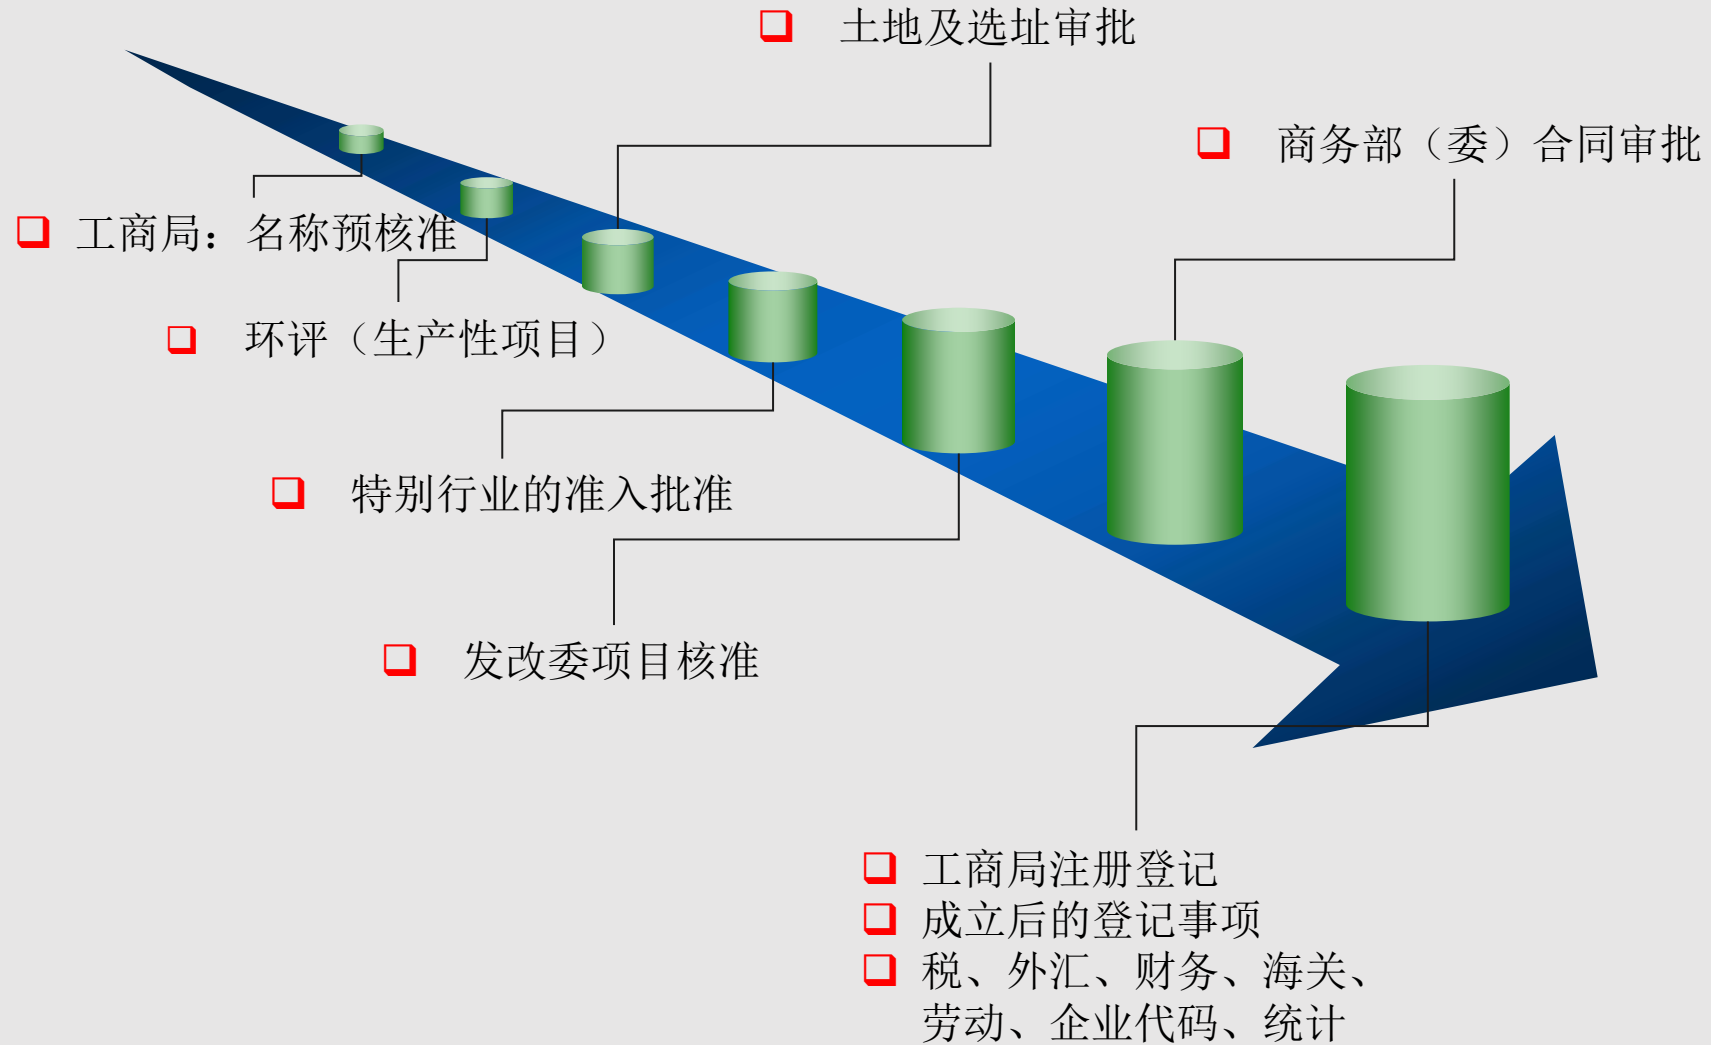 土地及选址审批
商务部（委）合同审批
工商局：名称预核准
环评（生产性项目）
特别行业的准入批准
发改委项目核准
工商局注册登记
成立后的登记事项
税、外汇、财务、海关、
劳动、企业代码、统计